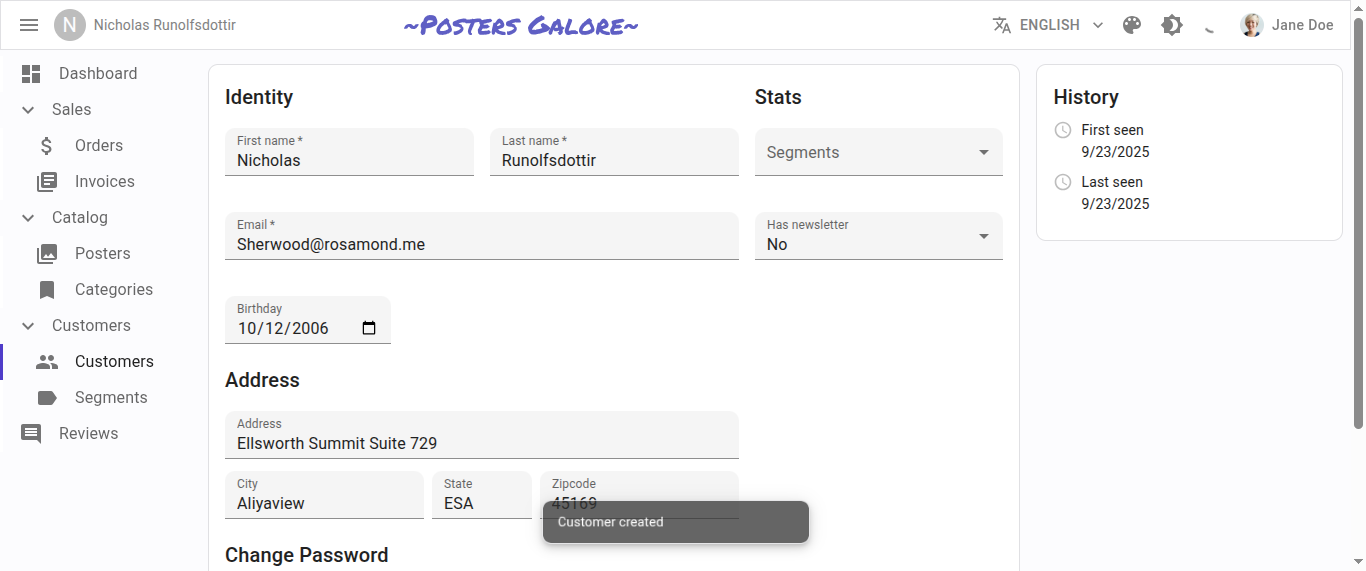 N Nicholas Runolfsdottir
~Posters Galore~
ENGLISH
Jane Doe
Dashboard
Sales
Orders
Invoices
Catalog
Posters
Categories
Customers
Customers
Segments
Reviews
Identity
First name *
Nicholas
Last name *
Runolfsdottir
Email *
Sherwood@rosamond.me
Birthday
10/12/2006
Stats
Segments
Has newsletter
No
Address
Address
Ellsworth Summit Suite 729
City
Aliyaview
State
ESA
Zipcode
45169
Customer created
Change Password
History
First seen
9/23/2025
Last seen
9/23/2025